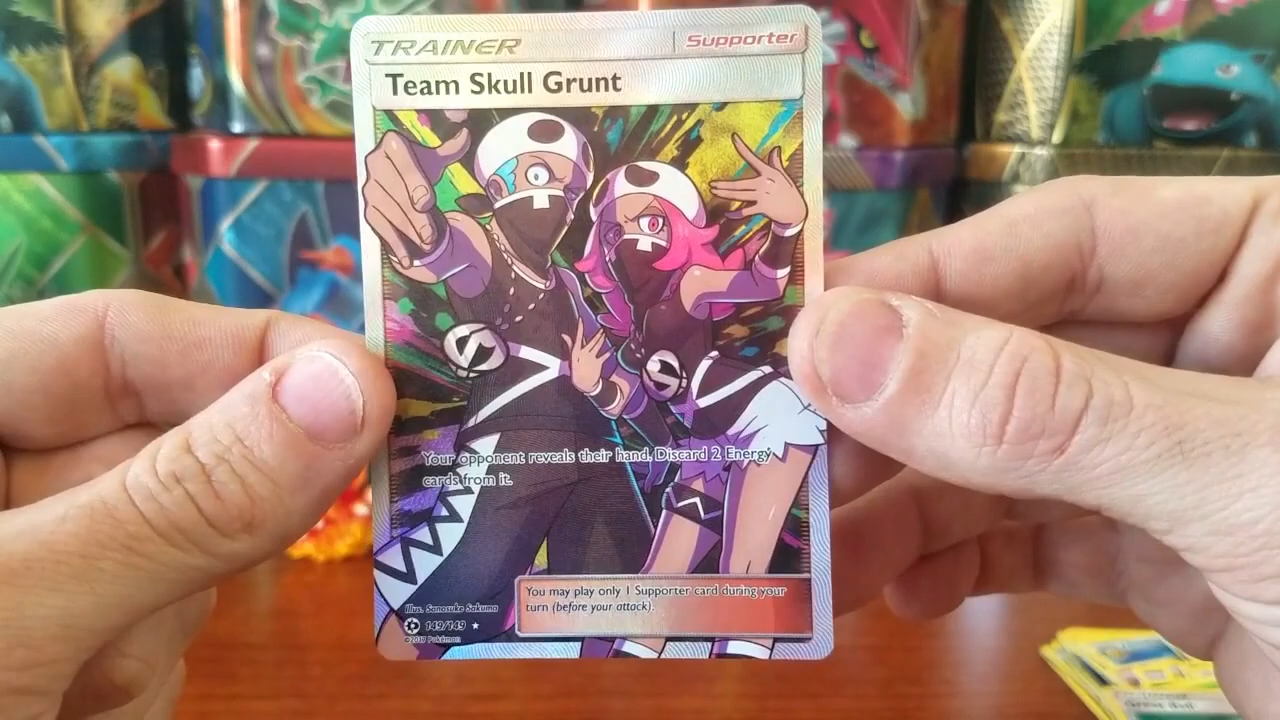 TRAINER
Supporter
Team Skull Grunt
Your opponent reveals their hand. Discard 2 Energy
cards from it.
You may play only 1 Supporter card during your
turn (before your attack).
Illus. Sanosuke Sakuma
149/149
©2017 Pokémon